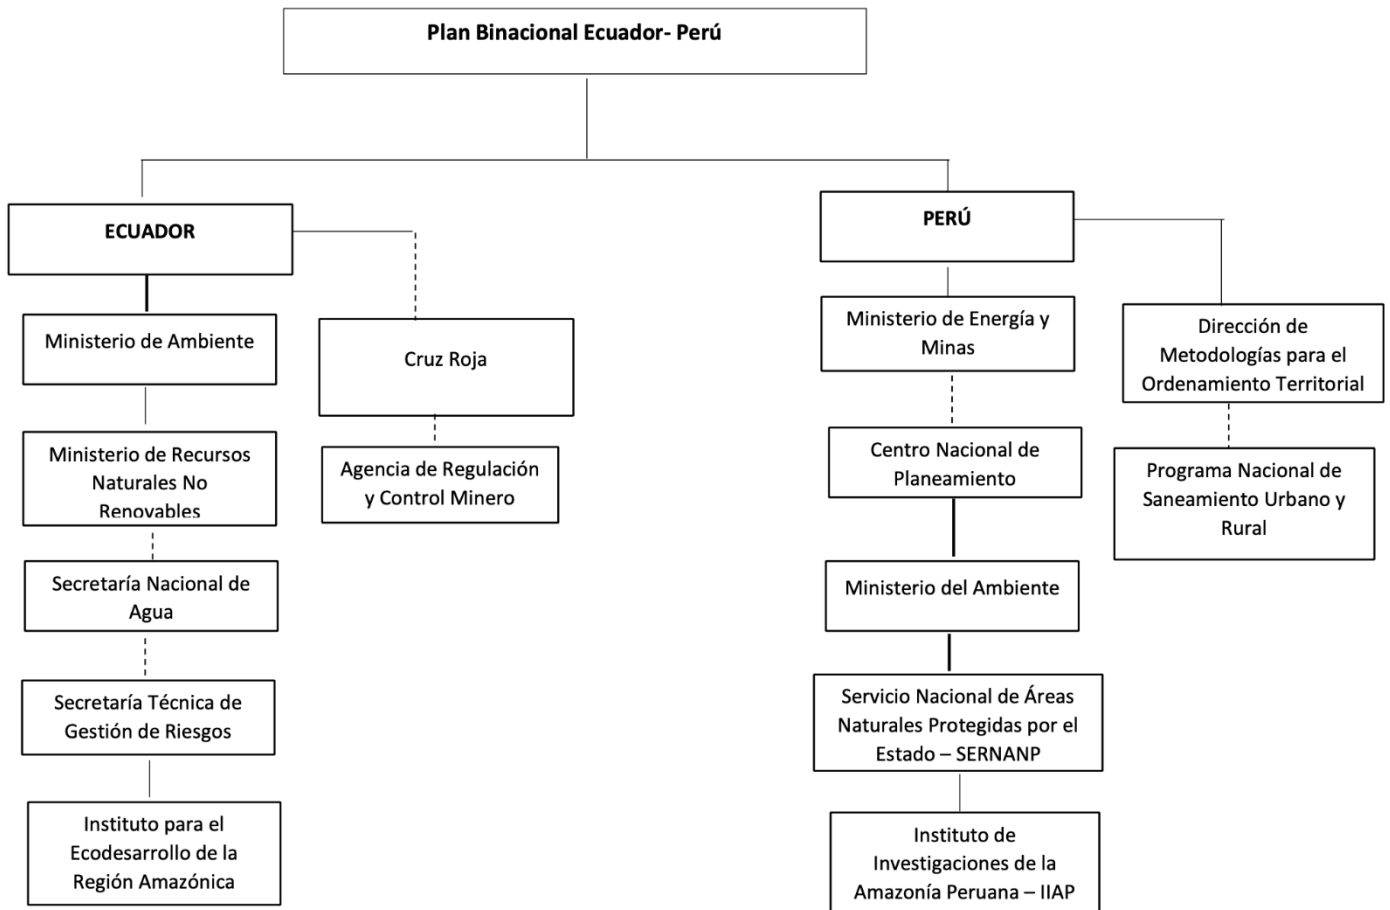 Plan Binacional Ecuador- Perú
ECUADOR
PERÚ
Ministerio de Ambiente
Cruz Roja
Ministerio de Energía y
Minas
Dirección de
Metodologías para el
Ordenamiento Territorial
Ministerio de Recursos
Naturales No
Renovables
Agencia de Regulación
y Control Minero
Centro Nacional de
Planeamiento
Programa Nacional de
Saneamiento Urbano y
Rural
Secretaría Nacional de
Agua
Ministerio del Ambiente
Secretaría Técnica de
Gestión de Riesgos
Servicio Nacional de Áreas
Naturales Protegidas por el
Estado – SERNANP
Instituto para el
Ecodesarrollo de la
Región Amazónica
Instituto de
Investigaciones de la
Amazonía Peruana – IIAP